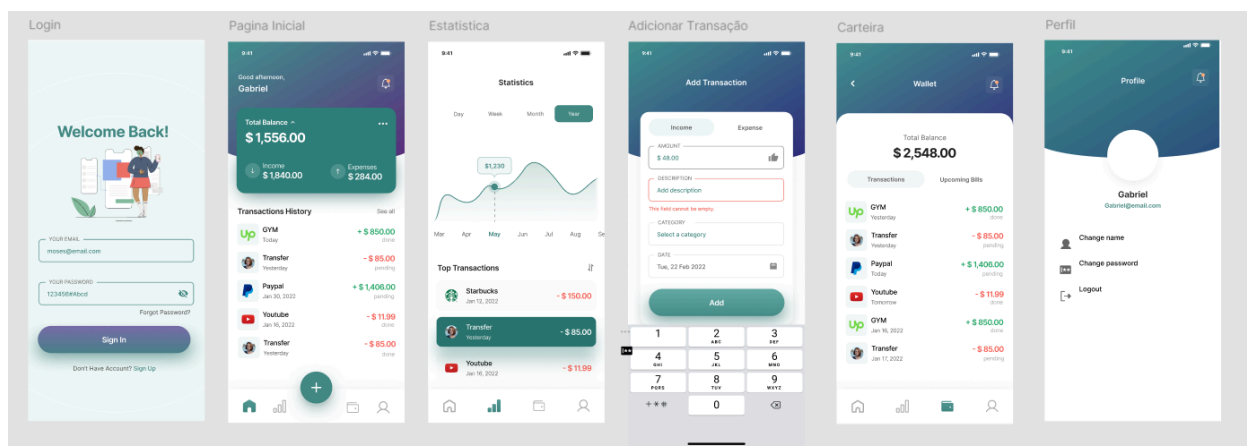 Login
Welcome Back!
YOUR EMAIL
moses@email.com
YOUR PASSWORD
123456#Abcd
Forgot Password?
Sign In
Don't Have Account? Sign Up
Pagina Inicial
9:41
Good afternoon,
Gabriel
Total Balance
$ 1,556.00
Income
$ 1,840.00
Expenses
$ 284.00
Transactions History
See all
Up
GYM
+ $ 850.00
Today
done
Transfer
- $ 85.00
Yesterday
pending
Paypal
+ $ 1,406.00
Jan 30, 2022
pending
Youtube
- $ 11.99
Jan 16, 2022
done
Transfer
- $ 85.00
Yesterday
done
+
Estatistica
9:41
Statistics
Day Week Month Year
$1,230
Mar Apr May Jun Jul Aug Se
Top Transactions
Starbucks
- $ 150.00
Jan 12, 2022
Transfer
- $ 85.00
Yesterday
Youtube
- $ 11.99
Jan 16, 2022
Adicionar Transação
9:41
Add Transaction
Income Expense
AMOUNT
$ 48.00
DESCRIPTION
Add description
This field cannot be empty.
CATEGORY
Select a category
DATE
Tue, 22 Feb 2022
Add
1 2 3
ABC DEF
4 5 6
GHI JKL MNO
7 8 9
PQRS TUV WXYZ
+ * # 0
Carteira
9:41
Wallet
Total Balance
$ 2,548.00
Transactions Upcoming Bills
Up
GYM
+ $ 850.00
Yesterday
done
Transfer
- $ 85.00
Yesterday
pending
Paypal
+ $ 1,406.00
Today
pending
Youtube
- $ 11.99
Tomorrow
done
Up
GYM
+ $ 850.00
Jan 16, 2022
done
Transfer
- $ 85.00
Jan 17, 2022
pending
Perfil
9:41
Profile
Gabriel
Gabriel@email.com
Change name
Change password
Logout